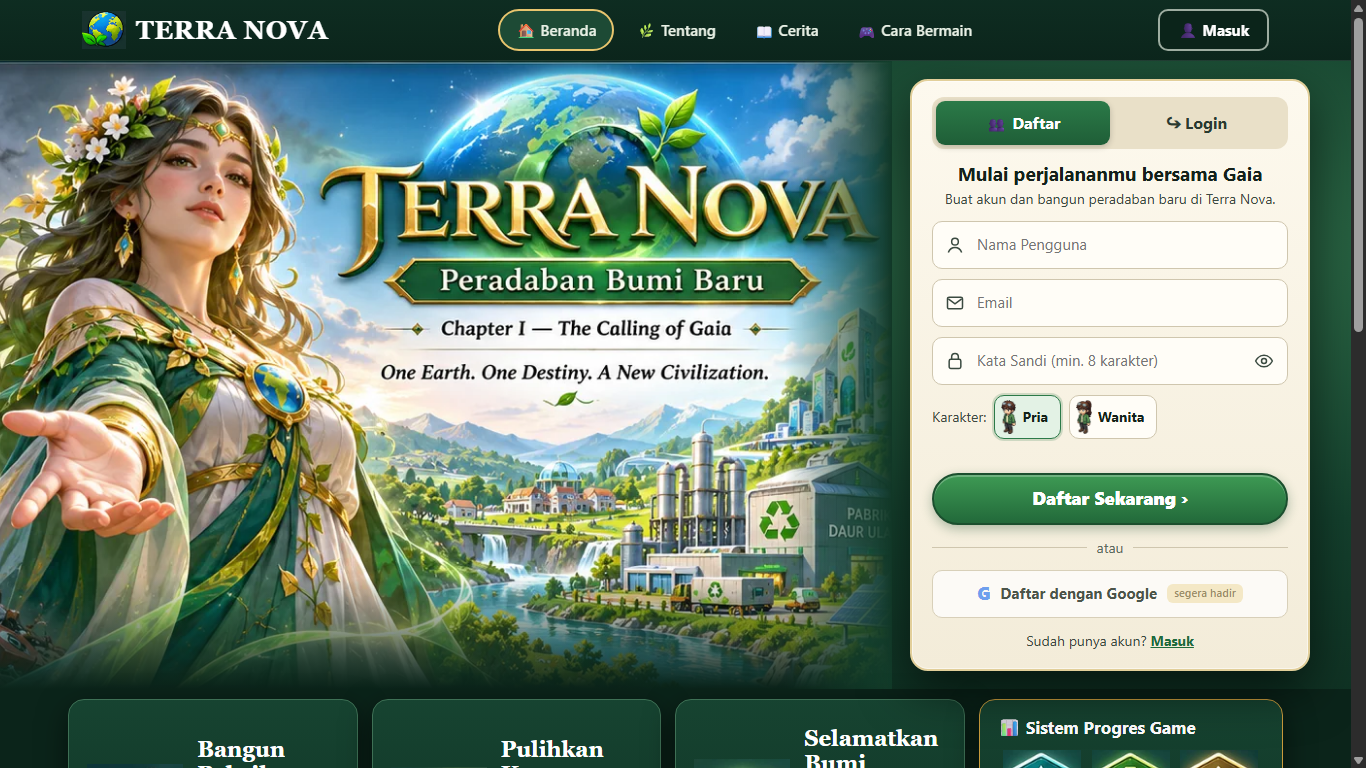 TERRA NOVA
Beranda
Tentang
Cerita
Cara Bermain
Masuk
TERRA NOVA
Peradaban Bumi Baru
Chapter I — The Calling of Gaia
One Earth. One Destiny. A New Civilization.
PABRIK
DAUR
Daftar
Login
Mulai perjalananmu bersama Gaia
Buat akun dan bangun peradaban baru di Terra Nova.
Nama Pengguna
Email
Kata Sandi (min. 8 karakter)
Karakter:
Pria
Wanita
Daftar Sekarang ›
atau
G Daftar dengan Google segera hadir
Sudah punya akun? Masuk
Bangun
Pulihkan
Selamatkan
Bumi
Sistem Progres Game